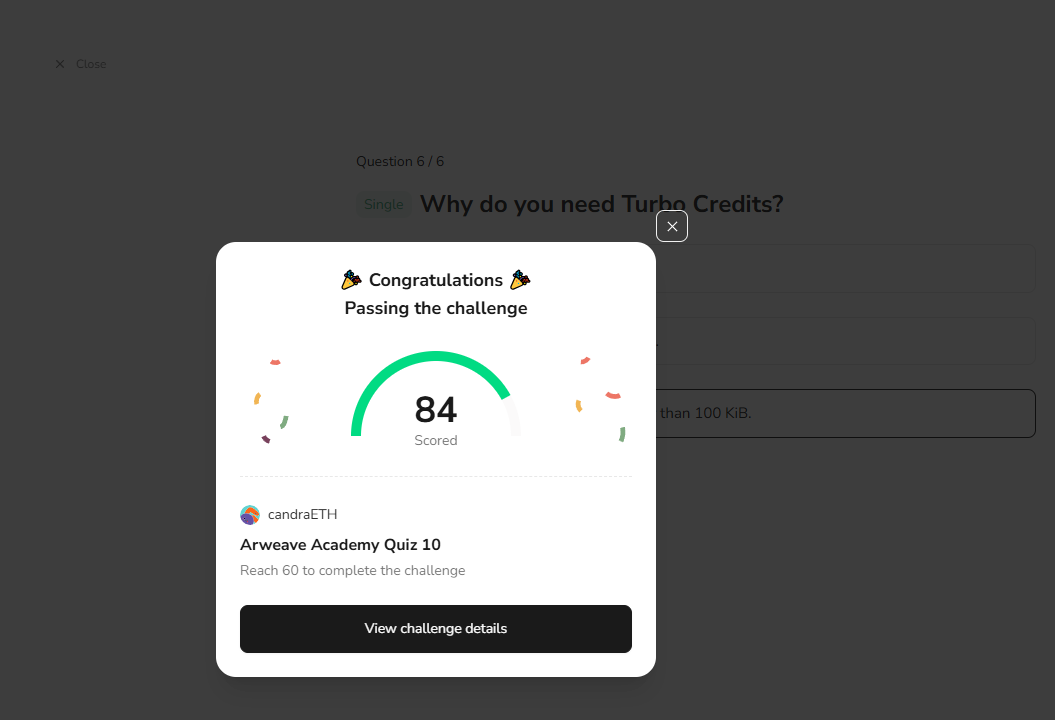 Close
Question 6 / 6
Single Why do you need Turbo Credits?
than 100 KiB.
Congratulations
Passing the challenge
84
Scored
candraETH
Arweave Academy Quiz 10
Reach 60 to complete the challenge
View challenge details